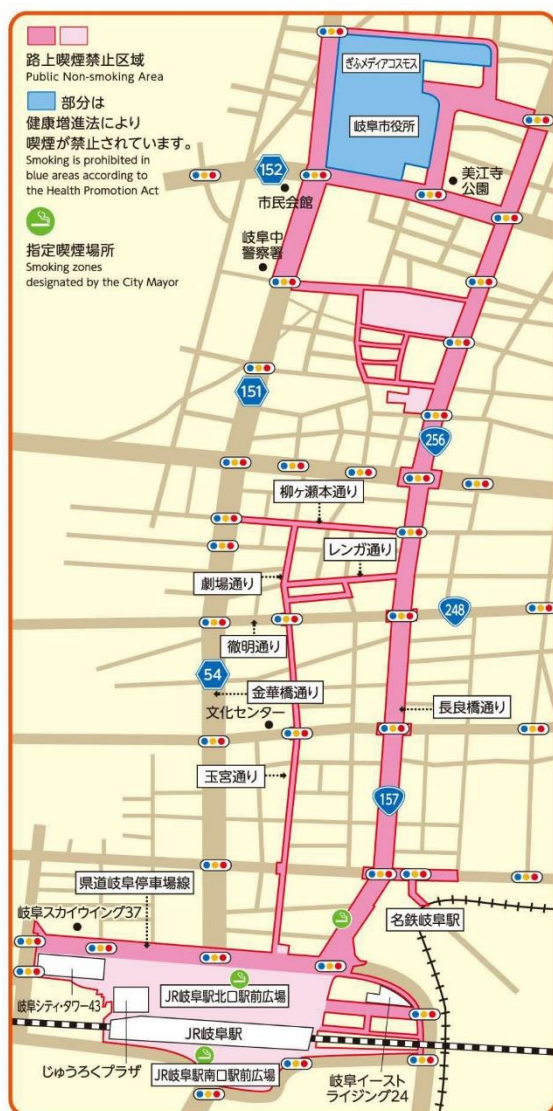 路上喫煙禁止区域
Public Non-smoking Area
部分は
健康増進法により
喫煙が禁止されています。
Smoking is prohibited in
blue areas according to
the Health Promotion Act
指定喫煙場所
Smoking zones
designated by the City Mayor
ぎふメディアコスモス
岐阜市役所
152
市民会館
美江寺
公園
岐阜中
警察署
151
256
柳ヶ瀬本通り
レンガ通り
劇場通り
248
徹明通り
54
金華橋通り
文化センター
長良橋通り
玉宮通り
157
県道岐阜停車場線
岐阜スカイウイング37
名鉄岐阜駅
岐阜シティ・タワー43
JR岐阜駅北口駅前広場
JR岐阜駅
じゅうろくプラザ
JR岐阜駅南口駅前広場
岐阜イースト
ライジング24